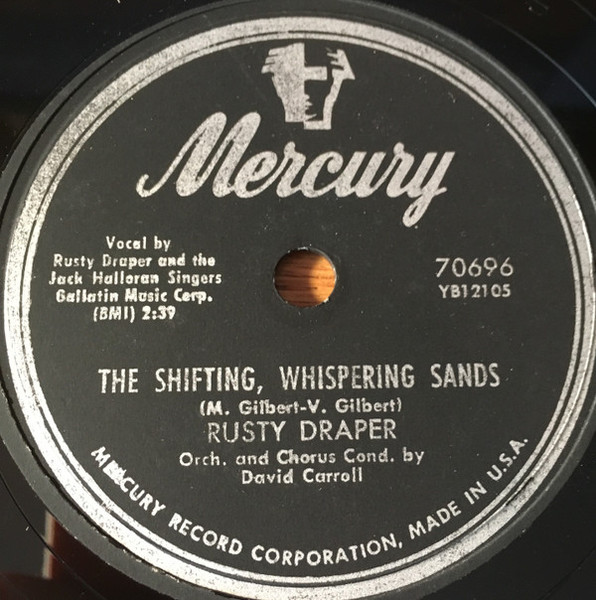 Mercury
Vocal by
Rusty Draper and the
Jack Halloran Singers
Gallatin Music Corp.
(BMI) 2:39
70696
YB12105
THE SHIFTING, WHISPERING SANDS
(M. Gilbert-V. Gilbert)
RUSTY DRAPER
Orch. and Chorus Cond. by
David Carroll
MERCURY RECORD CORPORATION, MADE IN U.S.A.